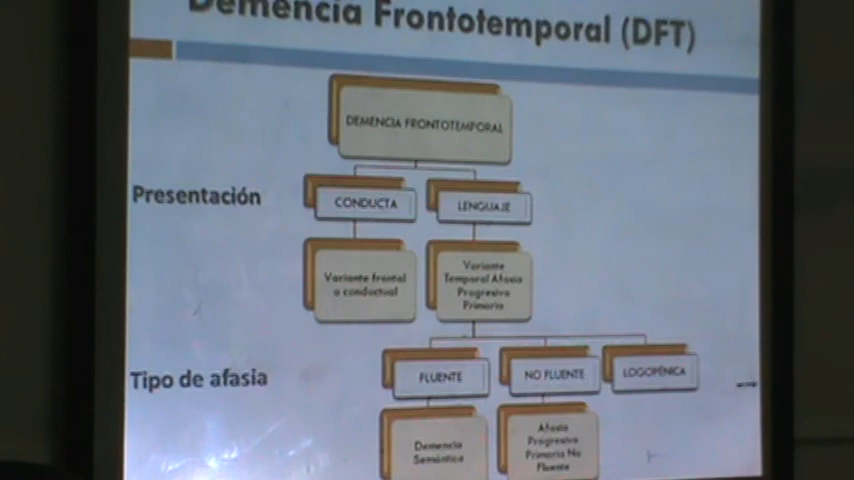 Demencia Frontotemporal (DFT)
DEMENCIA FRONTOTEMPORAL
Presentación
CONDUCTA
LENGUAJE
Variante frontal
o conductual
Variante
Temporal Afasia
Progresiva
Primaria
Tipo de afasia
FLUENTE
NO FLUENTE
LOGOPÉNICA
Demencia
Semántica
Afasia
Progresiva
Primaria No
Fluente